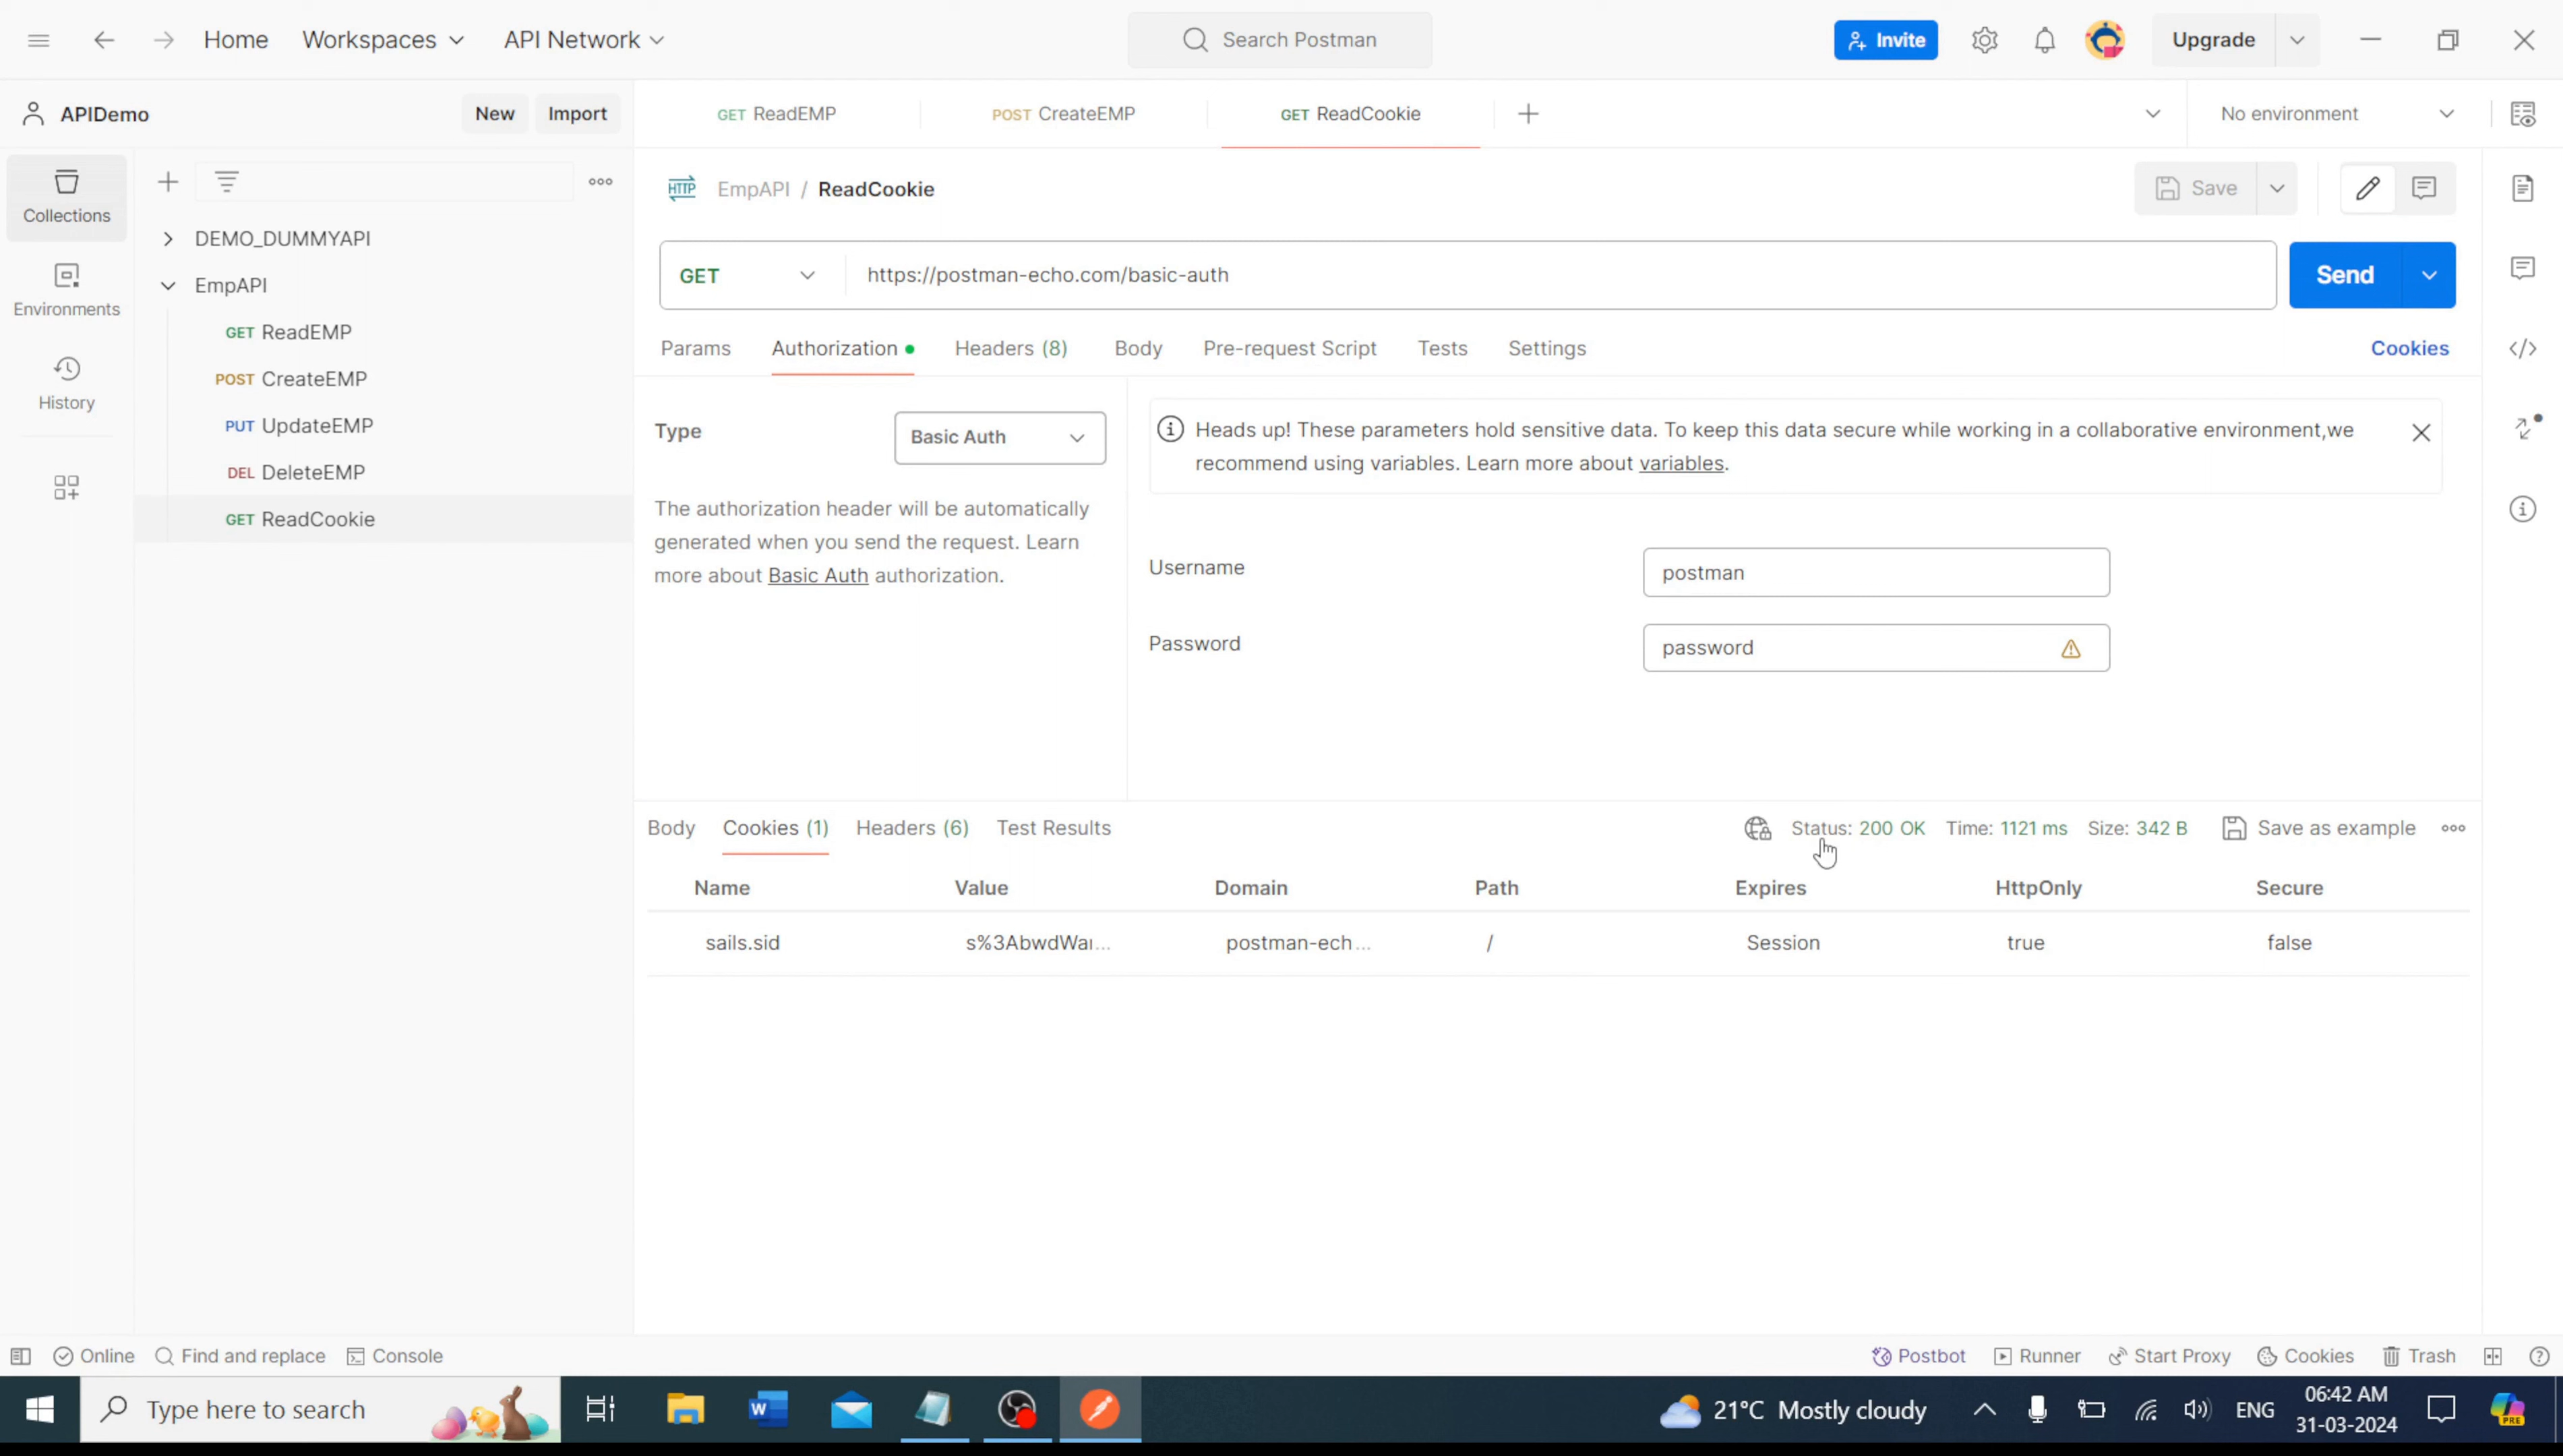 Home Workspaces API Network Search Postman Invite Upgrade
APIDemo New Import GET ReadEMP POST CreateEMP GET ReadCookie No environment
Collections
Environments
History
DEMO_DUMMYAPI
EmpAPI
GET ReadEMP
POST CreateEMP
PUT UpdateEMP
DEL DeleteEMP
GET ReadCookie
HTTP EmpAPI / ReadCookie Save
GET https://postman-echo.com/basic-auth Send
Params Authorization Headers (8) Body Pre-request Script Tests Settings Cookies
Type Basic Auth
The authorization header will be automatically
generated when you send the request. Learn
more about Basic Auth authorization.
Heads up! These parameters hold sensitive data. To keep this data secure while working in a collaborative environment,we
recommend using variables. Learn more about variables.
Username postman
Password password
Body Cookies (1) Headers (6) Test Results Status: 200 OK Time: 1121 ms Size: 342 B Save as example
Name Value Domain Path Expires HttpOnly Secure
sails.sid s%3AbwdWa... postman-ech... / Session true false
Online Find and replace Console Postbot Runner Start Proxy Cookies Trash
Type here to search 21°C Mostly cloudy ENG 06:42 AM
31-03-2024
PRE